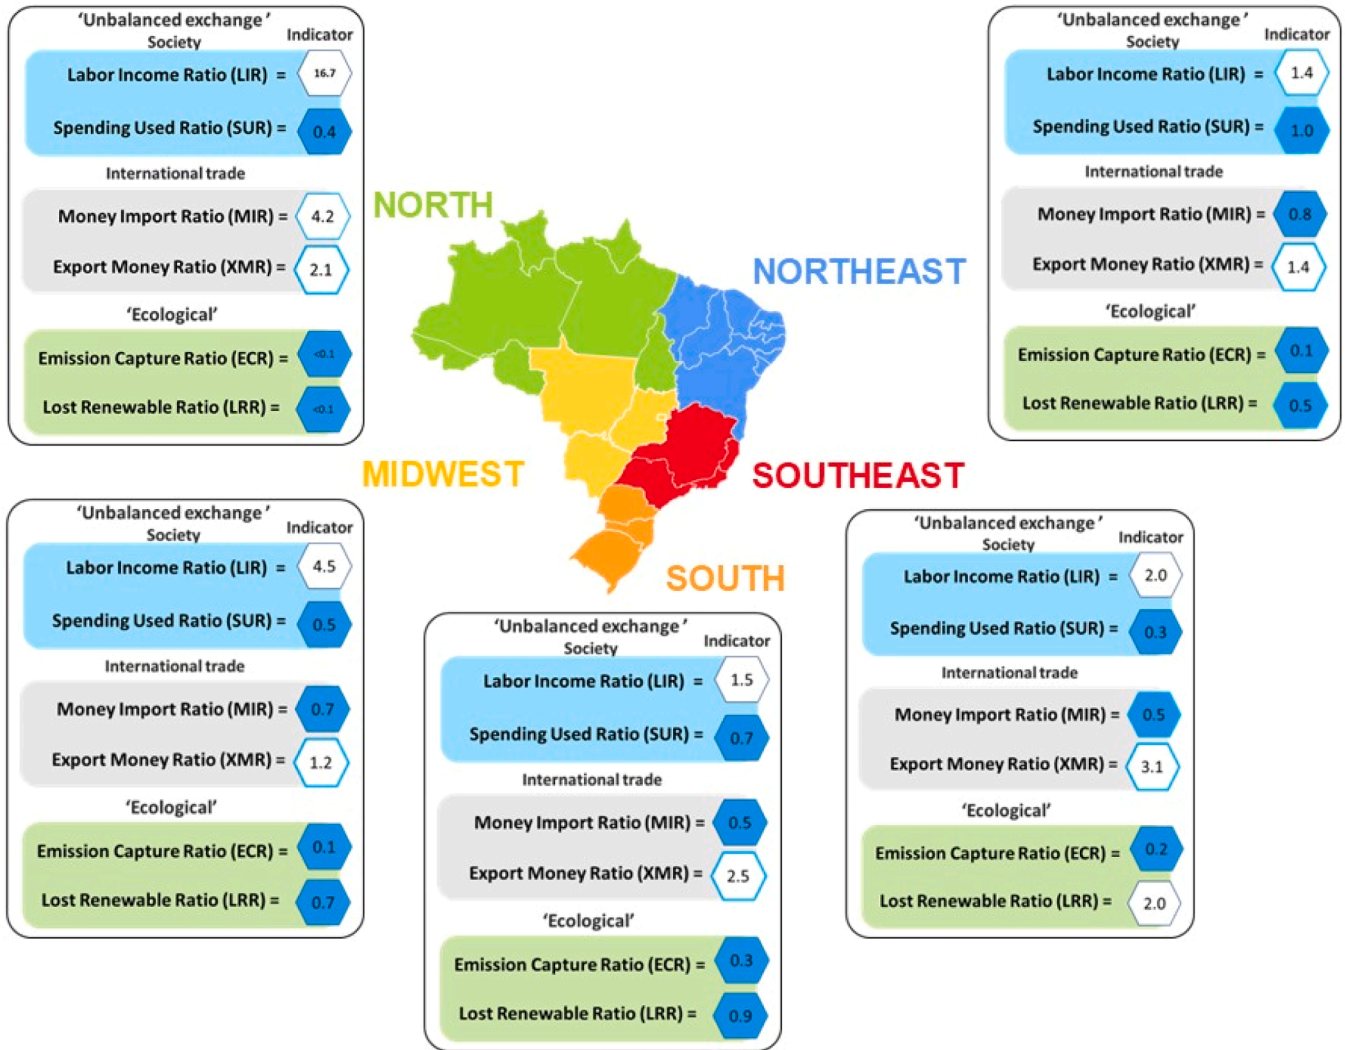 ‘Unbalanced exchange’
Society
Indicator
Labor Income Ratio (LIR) = 16.7
Spending Used Ratio (SUR) = 0.4
International trade
Money Import Ratio (MIR) = 4.2
Export Money Ratio (XMR) = 2.1
‘Ecological’
Emission Capture Ratio (ECR) = <0.1
Lost Renewable Ratio (LRR) = <0.1
‘Unbalanced exchange’
Society
Indicator
Labor Income Ratio (LIR) = 1.4
Spending Used Ratio (SUR) = 1.0
International trade
Money Import Ratio (MIR) = 0.8
Export Money Ratio (XMR) = 1.4
‘Ecological’
Emission Capture Ratio (ECR) = 0.1
Lost Renewable Ratio (LRR) = 0.5
NORTH
NORTHEAST
MIDWEST
SOUTHEAST
SOUTH
‘Unbalanced exchange’
Society
Indicator
Labor Income Ratio (LIR) = 4.5
Spending Used Ratio (SUR) = 0.5
International trade
Money Import Ratio (MIR) = 0.7
Export Money Ratio (XMR) = 1.2
‘Ecological’
Emission Capture Ratio (ECR) = 0.1
Lost Renewable Ratio (LRR) = 0.7
‘Unbalanced exchange’
Society
Indicator
Labor Income Ratio (LIR) = 1.5
Spending Used Ratio (SUR) = 0.7
International trade
Money Import Ratio (MIR) = 0.5
Export Money Ratio (XMR) = 2.5
‘Ecological’
Emission Capture Ratio (ECR) = 0.3
Lost Renewable Ratio (LRR) = 0.9
‘Unbalanced exchange’
Society
Indicator
Labor Income Ratio (LIR) = 2.0
Spending Used Ratio (SUR) = 0.3
International trade
Money Import Ratio (MIR) = 0.5
Export Money Ratio (XMR) = 3.1
‘Ecological’
Emission Capture Ratio (ECR) = 0.2
Lost Renewable Ratio (LRR) = 2.0